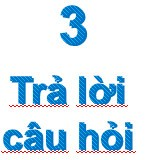 3
Trả lời
câu hỏi